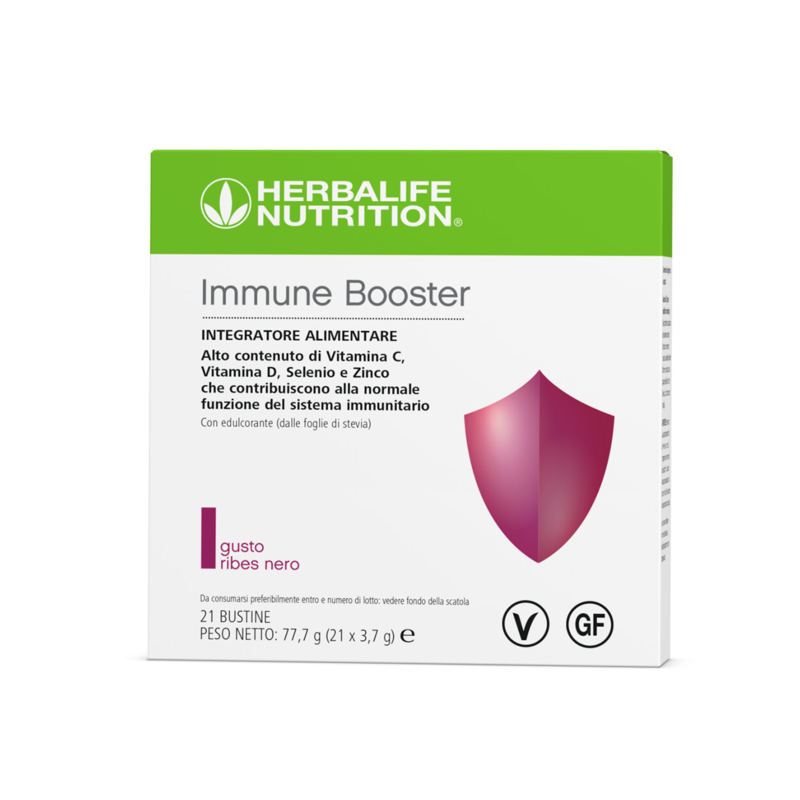 HERBALIFE
NUTRITION®
Immune Booster
INTEGRATORE ALIMENTARE
Alto contenuto di Vitamina C,
Vitamina D, Selenio e Zinco
che contribuiscono alla normale
funzione del sistema immunitario
Con edulcorante (dalle foglie di stevia)
gusto
ribes nero
Da consumarsi preferibilmente entro e numero di lotto: vedere fondo della scatola
21 BUSTINE
PESO NETTO: 77,7 g (21 x 3,7 g) ℮
V
GF